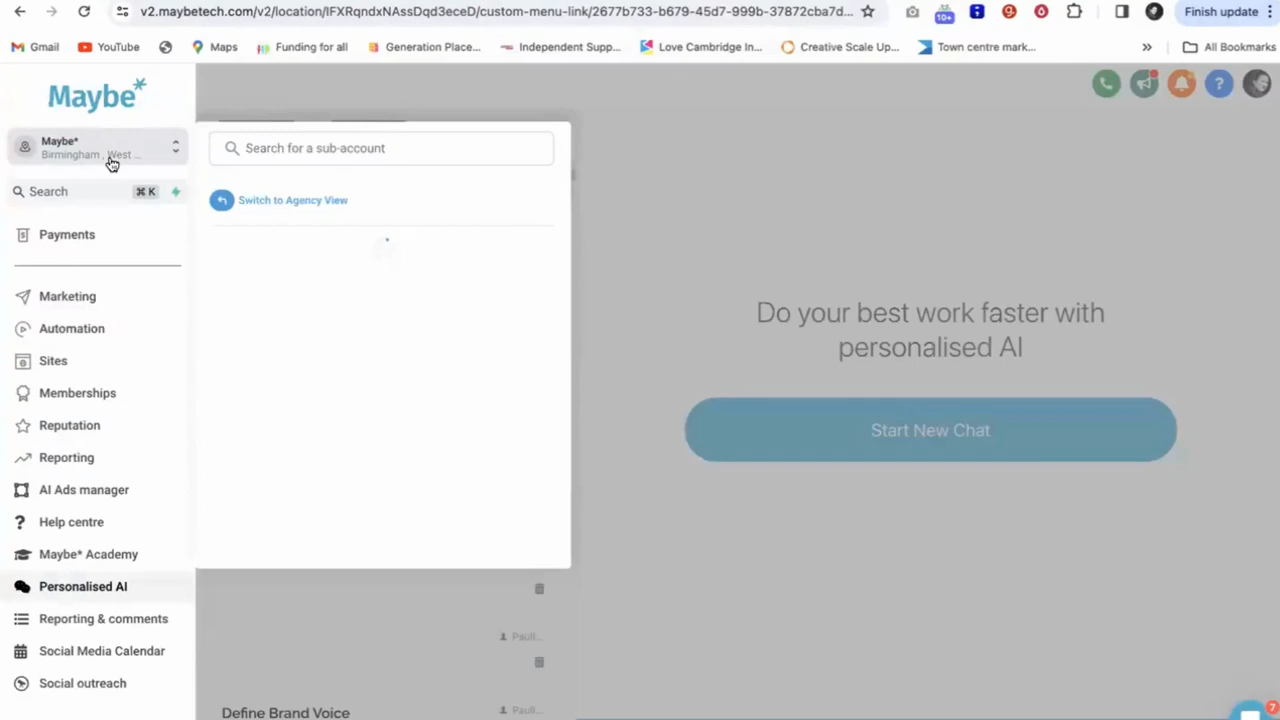 v2.maybetech.com/v2/location/IFXRqndxNAssDqd3eceD/custom-menu-link/2677b733-b679-45d7-999b-37872cba7d...
10+
Finish update
Gmail
YouTube
Maps
Funding for all
Generation Place...
Independent Supp...
Love Cambridge In...
Creative Scale Up...
Town centre mark...
»
All Bookmarks
Maybe*
Maybe*
Birmingham , West ...
Search
⌘ K
Payments
Marketing
Automation
Sites
Memberships
Reputation
Reporting
AI Ads manager
Help centre
Maybe* Academy
Personalised AI
Reporting & comments
Social Media Calendar
Social outreach
Search for a sub-account
Switch to Agency View
Paull...
Define Brand Voice
Paull...
Do your best work faster with
personalised AI
Start New Chat
7